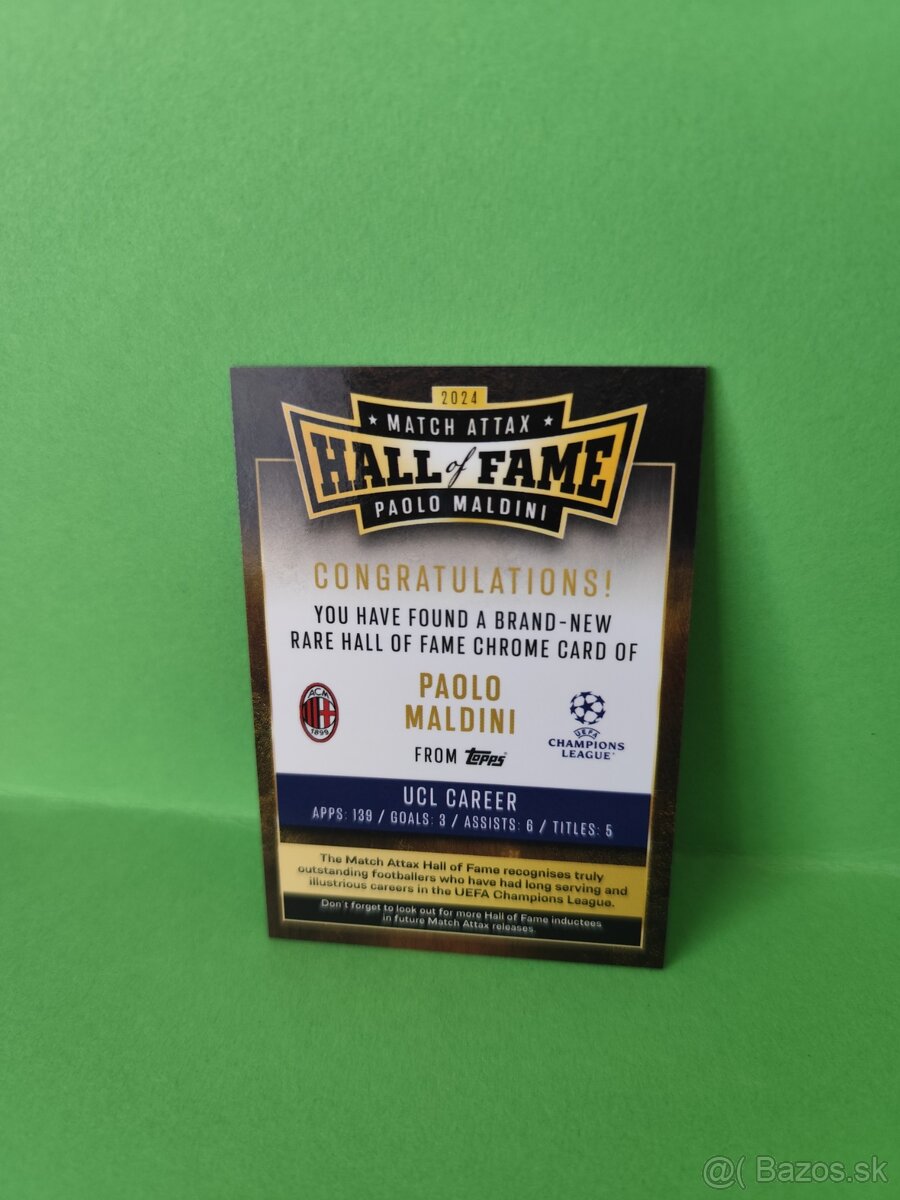 2024
MATCH ATTAX
HALL of FAME
PAOLO MALDINI
CONGRATULATIONS!
YOU HAVE FOUND A BRAND-NEW
RARE HALL OF FAME CHROME CARD OF
PAOLO
MALDINI
ACM
1899
UEFA
CHAMPIONS
LEAGUE
FROM Topps
UCL CAREER
APPS: 139 / GOALS: 3 / ASSISTS: 6 / TITLES: 5
The Match Attax Hall of Fame recognises truly
outstanding footballers who have had long serving and
illustrious careers in the UEFA Champions League.
Don't forget to look out for more Hall of Fame inductees
in future Match Attax releases.
@( Bazos.sk